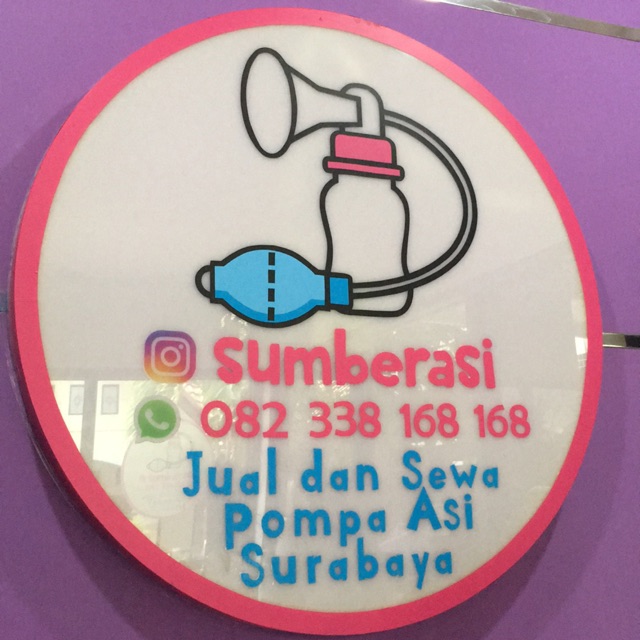 sumberasi
082 338 168 168
Jual dan Sewa
Pompa Asi
Surabaya